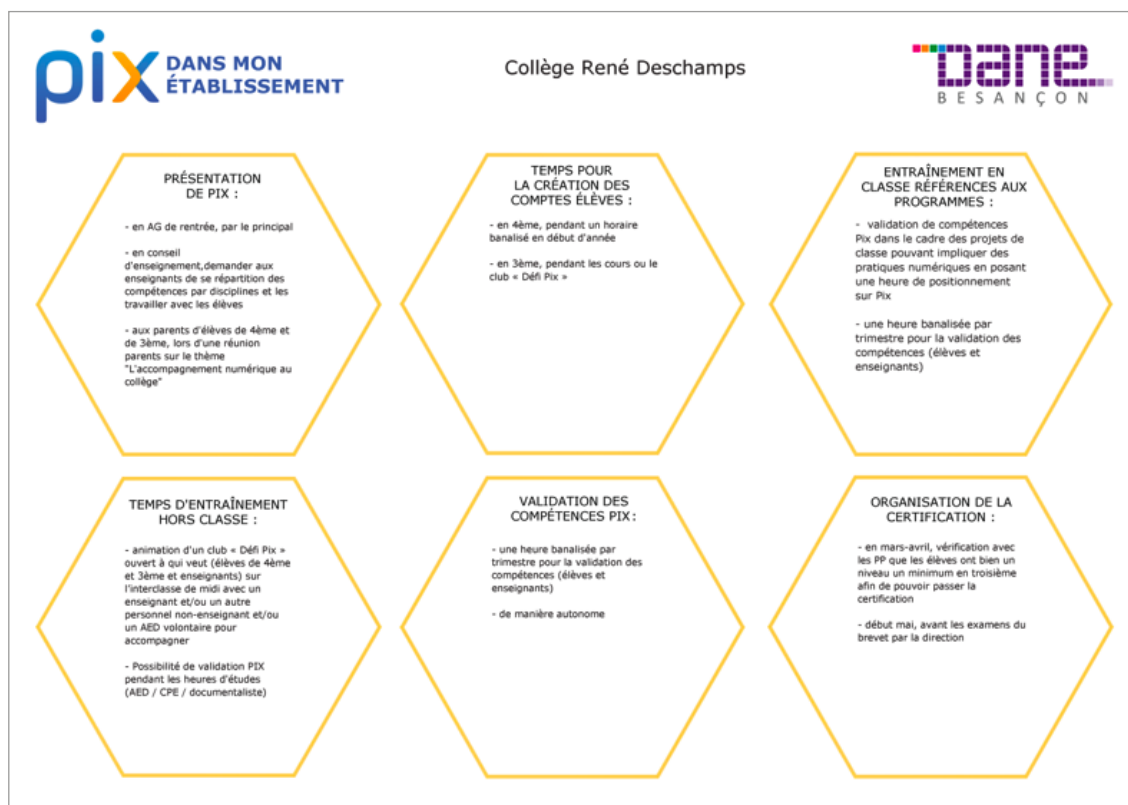 pix DANS MON
ÉTABLISSEMENT
Collège René Deschamps
Dane
BESANÇON
PRÉSENTATION
DE PIX :
- en AG de rentrée, par le principal
- en conseil
d'enseignement,demander aux
enseignants de se répartition des
compétences par disciplines et les
travailler avec les élèves
- aux parents d'élèves de 4ème et
de 3ème, lors d'une réunion
parents sur le thème
"L'accompagnement numérique au
collège"
TEMPS POUR
LA CRÉATION DES
COMPTES ÉLÈVES :
- en 4ème, pendant un horaire
banalisé en début d'année
- en 3ème, pendant les cours ou le
club « Défi Pix »
ENTRAÎNEMENT EN
CLASSE RÉFÉRENCES AUX
PROGRAMMES :
- validation de compétences
Pix dans le cadre des projets de
classe pouvant impliquer des
pratiques numériques en posant
une heure de positionnement
sur Pix
- une heure banalisée par
trimestre pour la validation des
compétences (élèves et
enseignants)
TEMPS D'ENTRAÎNEMENT
HORS CLASSE :
- animation d'un club « Défi Pix »
ouvert à qui veut (élèves de 4ème
et 3ème et enseignants) sur
l'interclasse de midi avec un
enseignant et/ou un autre
personnel non-enseignant et/ou
un AED volontaire pour
accompagner
- Possibilité de validation PIX
pendant les heures d'études
(AED / CPE / documentaliste)
VALIDATION DES
COMPÉTENCES PIX:
- une heure banalisée par
trimestre pour la validation des
compétences (élèves et
enseignants)
- de manière autonome
ORGANISATION DE LA
CERTIFICATION :
- en mars-avril, vérification avec
les PP que les élèves ont bien un
niveau un minimum en troisième
afin de pouvoir passer la
certification
- début mai, avant les examens du
brevet par la direction